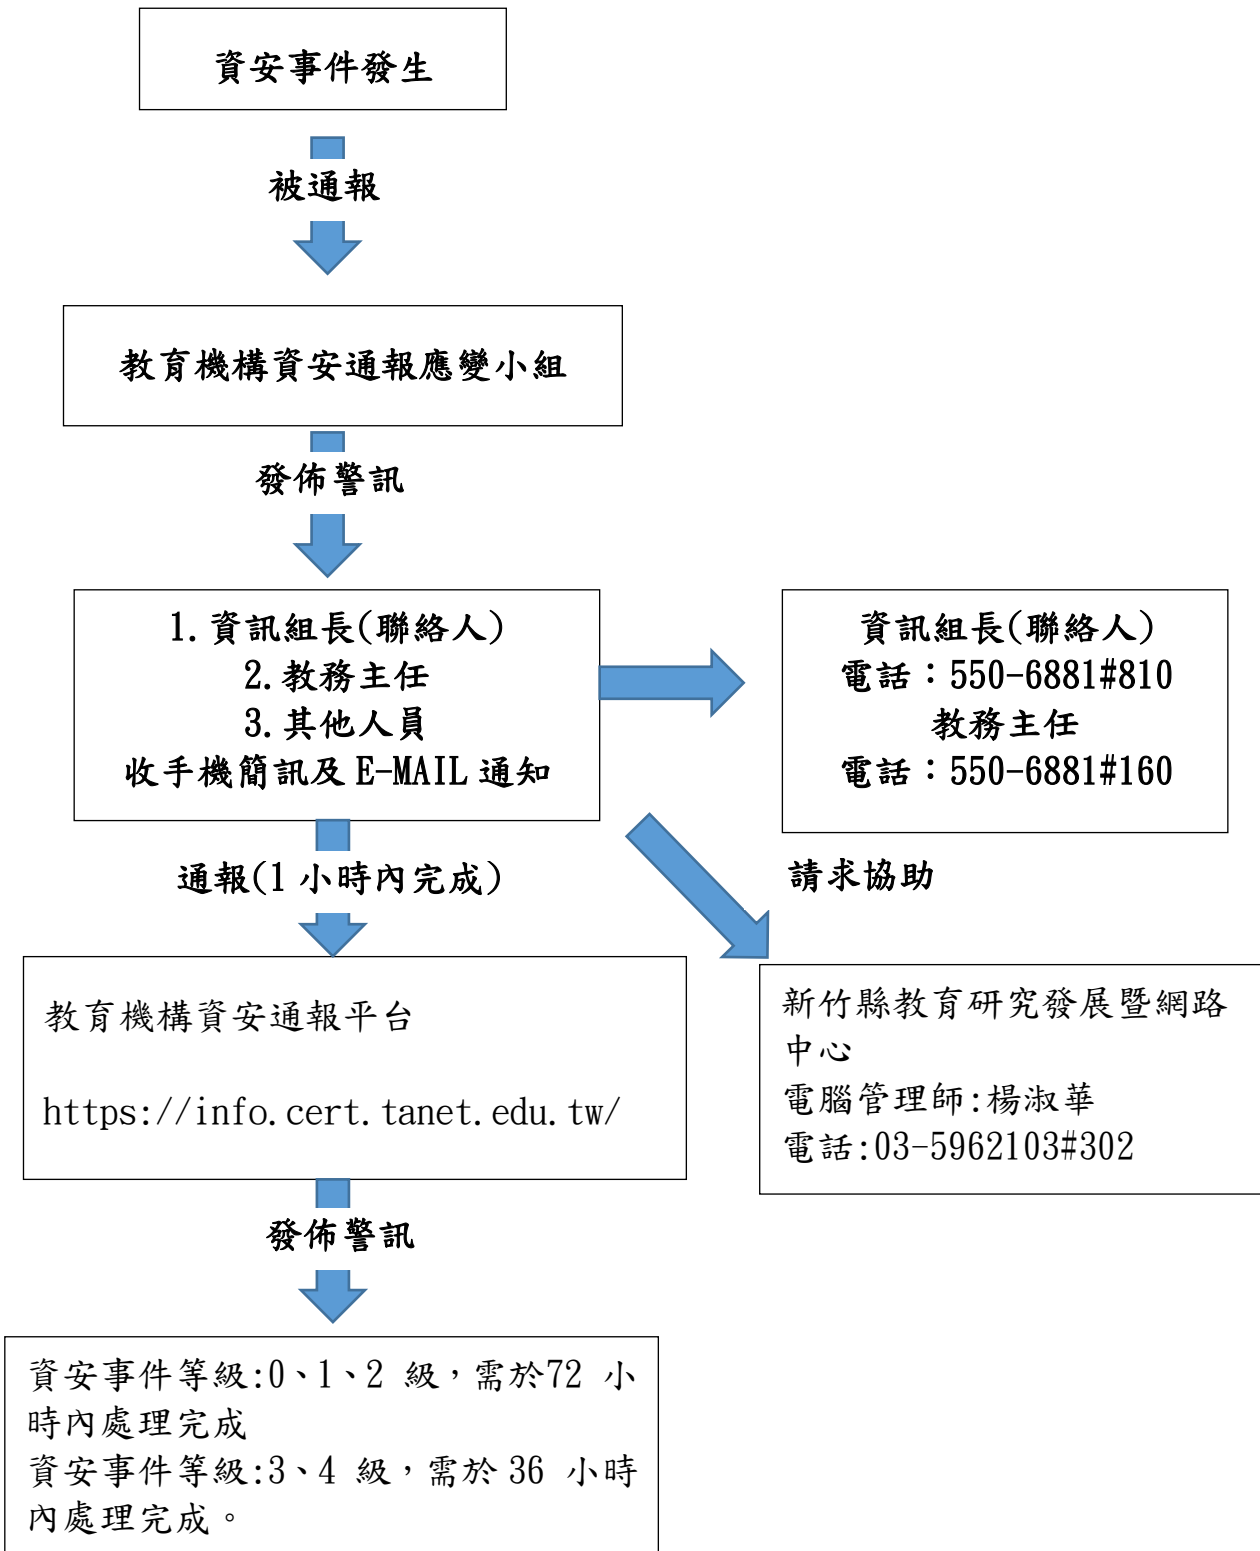 資安事件發生
被通報
教育機構資安通報應變小組
發佈警訊
1.資訊組長(聯絡人)
2.教務主任
3.其他人員
收手機簡訊及 E-MAIL 通知
資訊組長(聯絡人)
電話：550-6881#810
教務主任
電話：550-6881#160
通報(1 小時內完成)
請求協助
教育機構資安通報平台
https://info.cert.tanet.edu.tw/
新竹縣教育研究發展暨網路
中心
電腦管理師:楊淑華
電話:03-5962103#302
發佈警訊
資安事件等級:0、1、2 級，需於72 小
時內處理完成
資安事件等級:3、4 級，需於 36 小時
內處理完成。